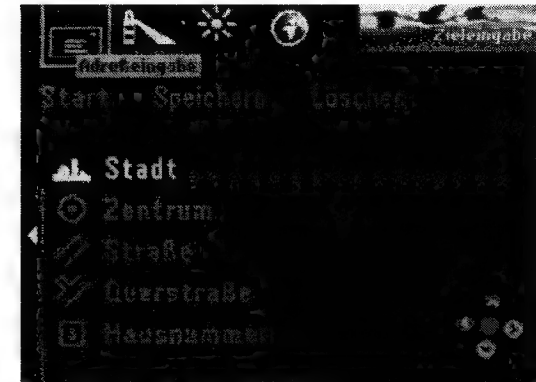 Zieleingabe
Adreßeingabe
Start Speichern Löschen
Stadt
Zentrum
Straße
Querstraße
Hausnummer